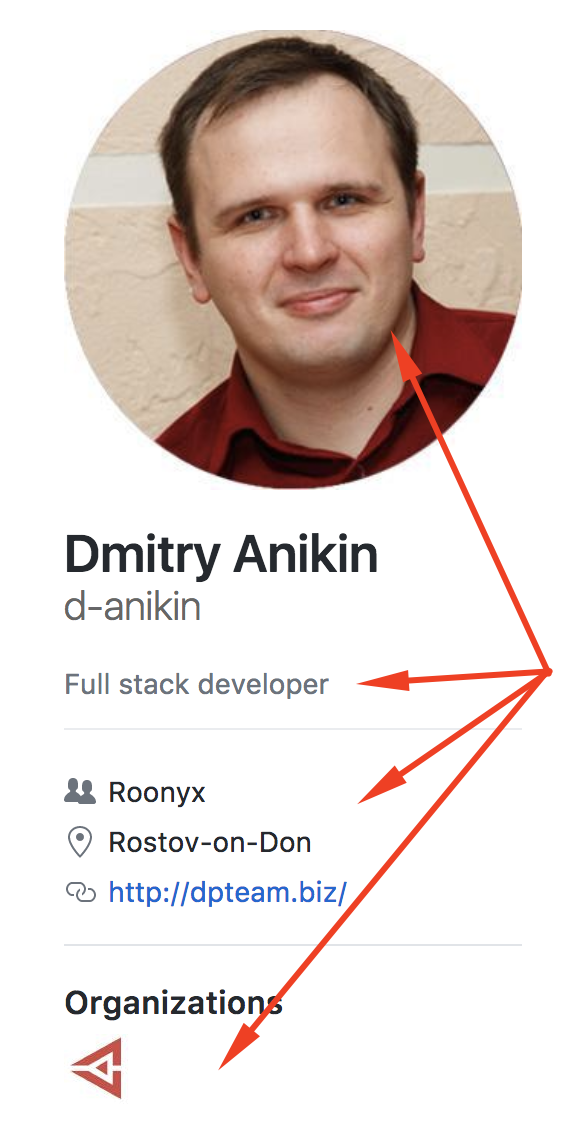 Dmitry Anikin
d-anikin
Full stack developer
Roonyx
Rostov-on-Don
http://dpteam.biz/
Organizations